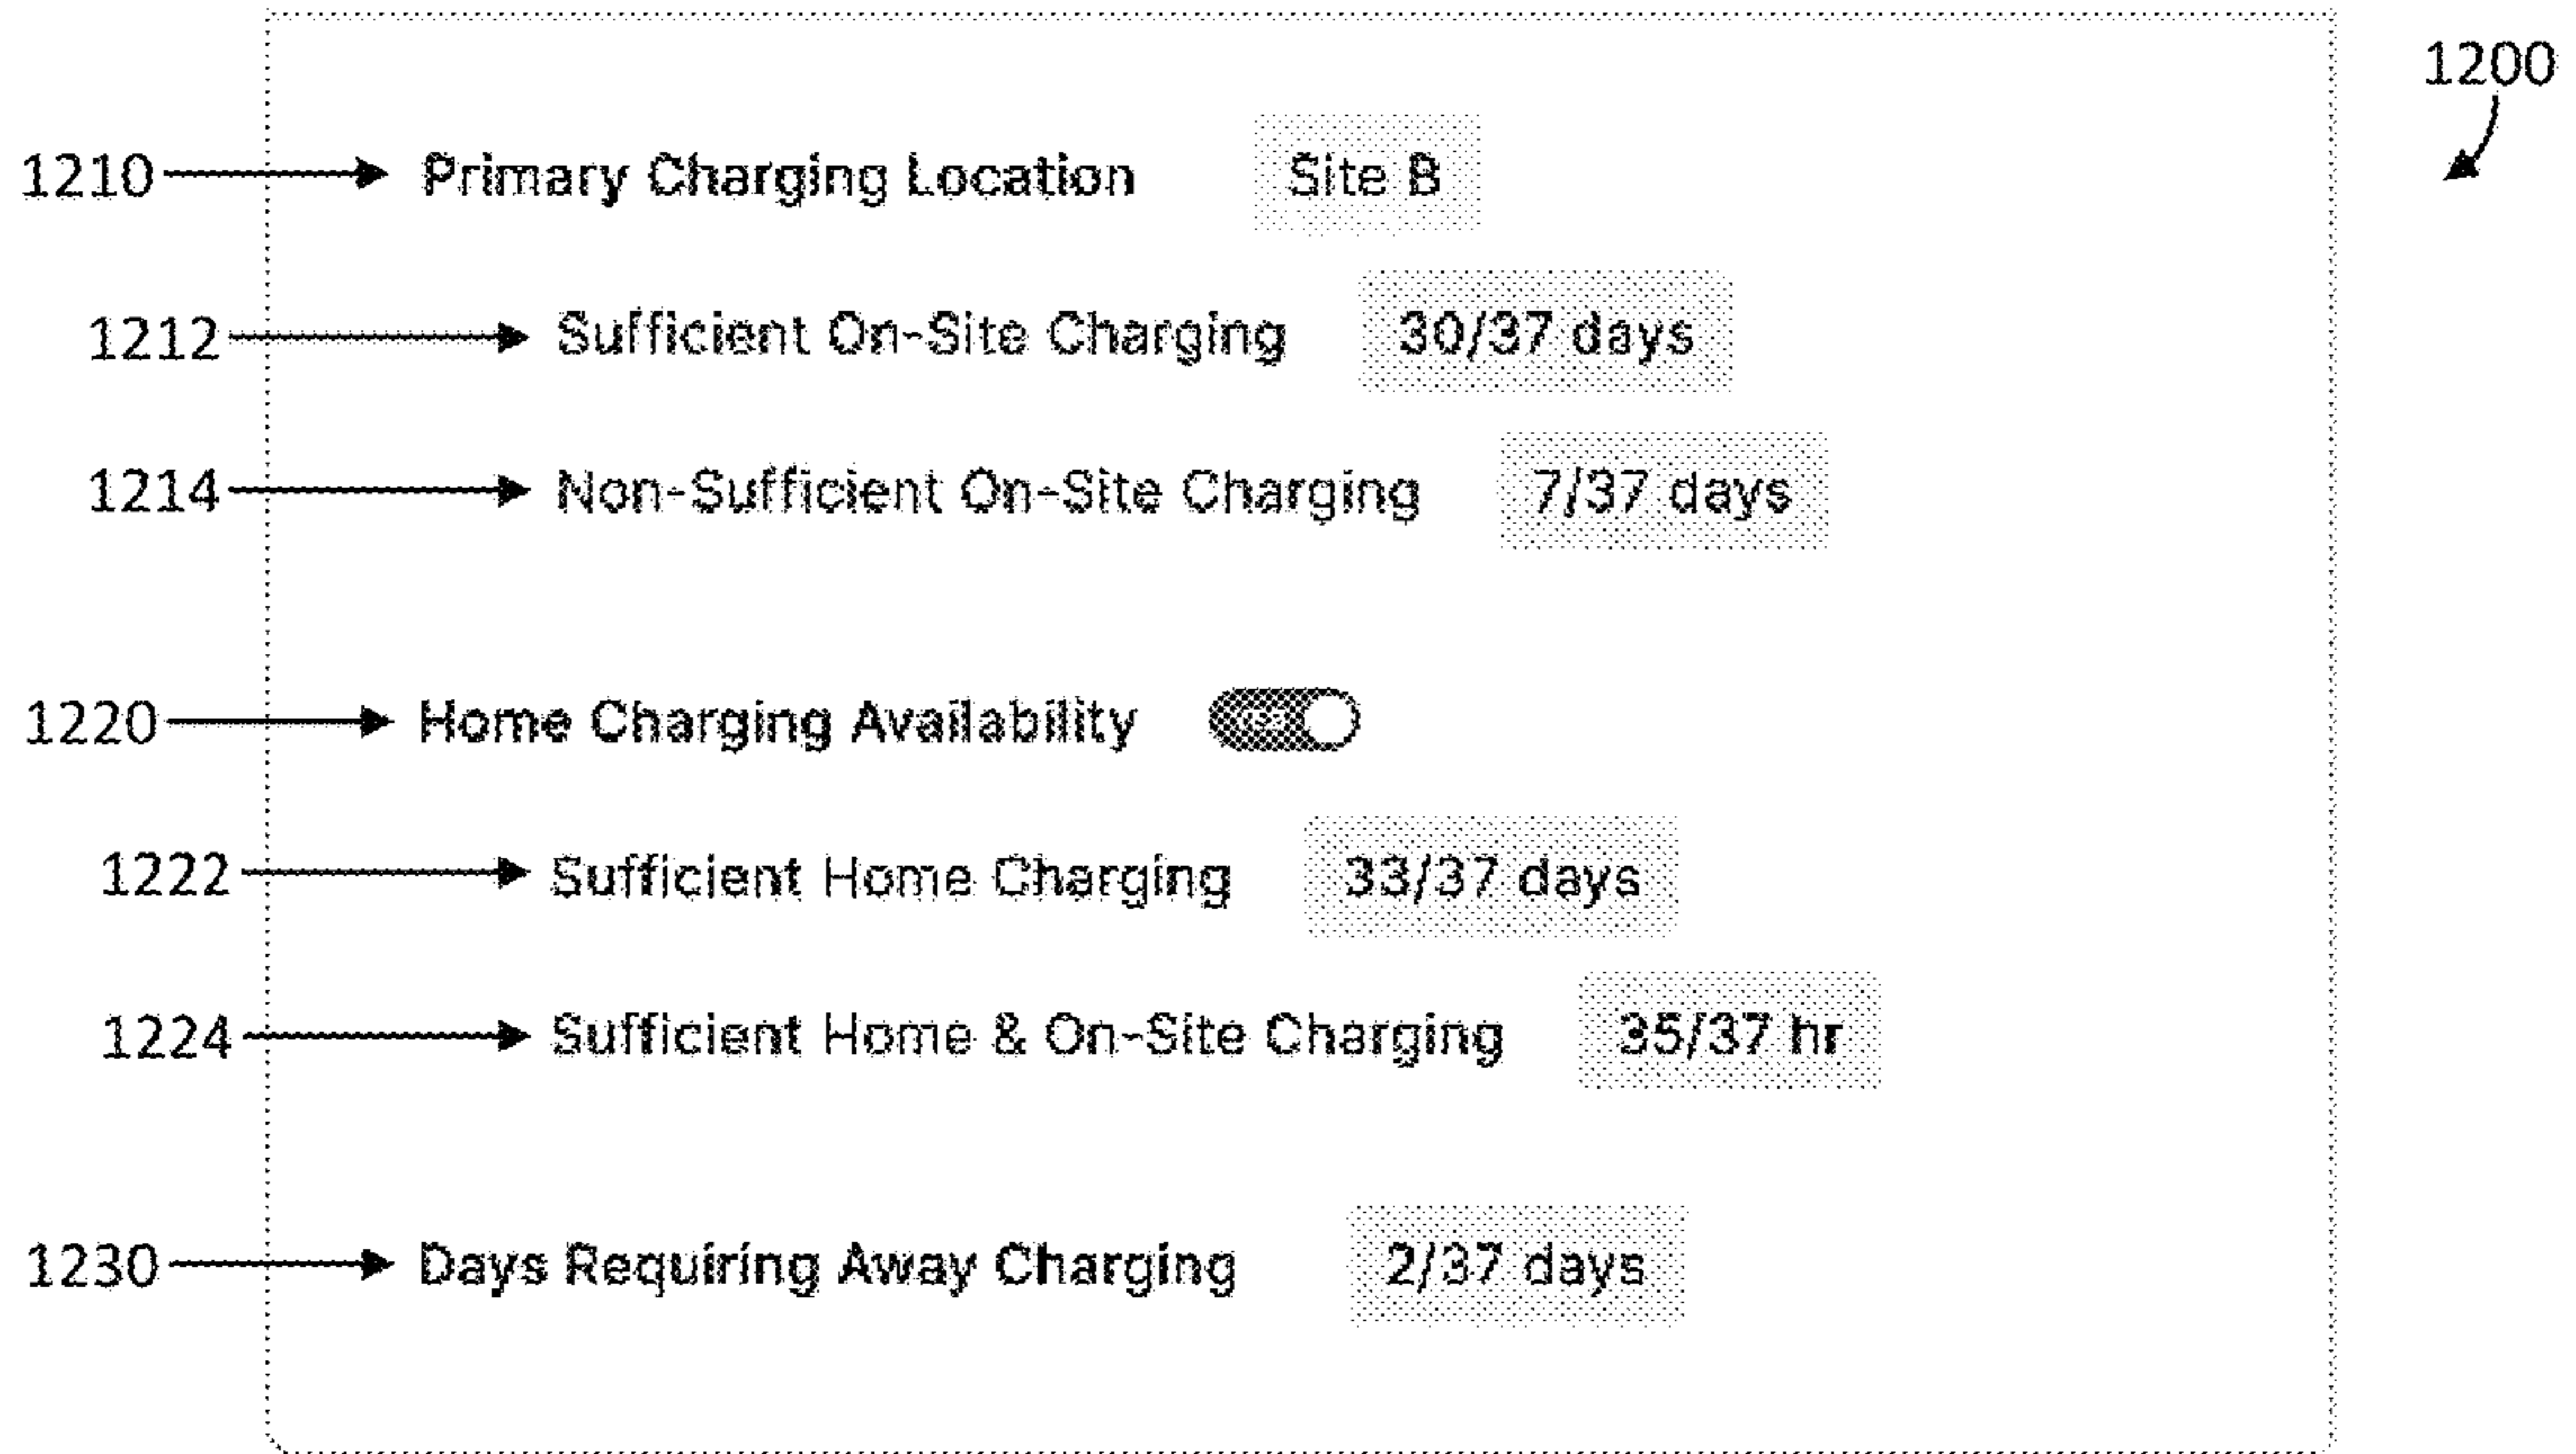 1200
1210 Primary Charging Location Site B
1212 Sufficient On-Site Charging 30/37 days
1214 Non-Sufficient On-Site Charging 7/37 days
1220 Home Charging Availability
1222 Sufficient Home Charging 33/37 days
1224 Sufficient Home & On-Site Charging 35/37 hr
1230 Days Requiring Away Charging 2/37 days